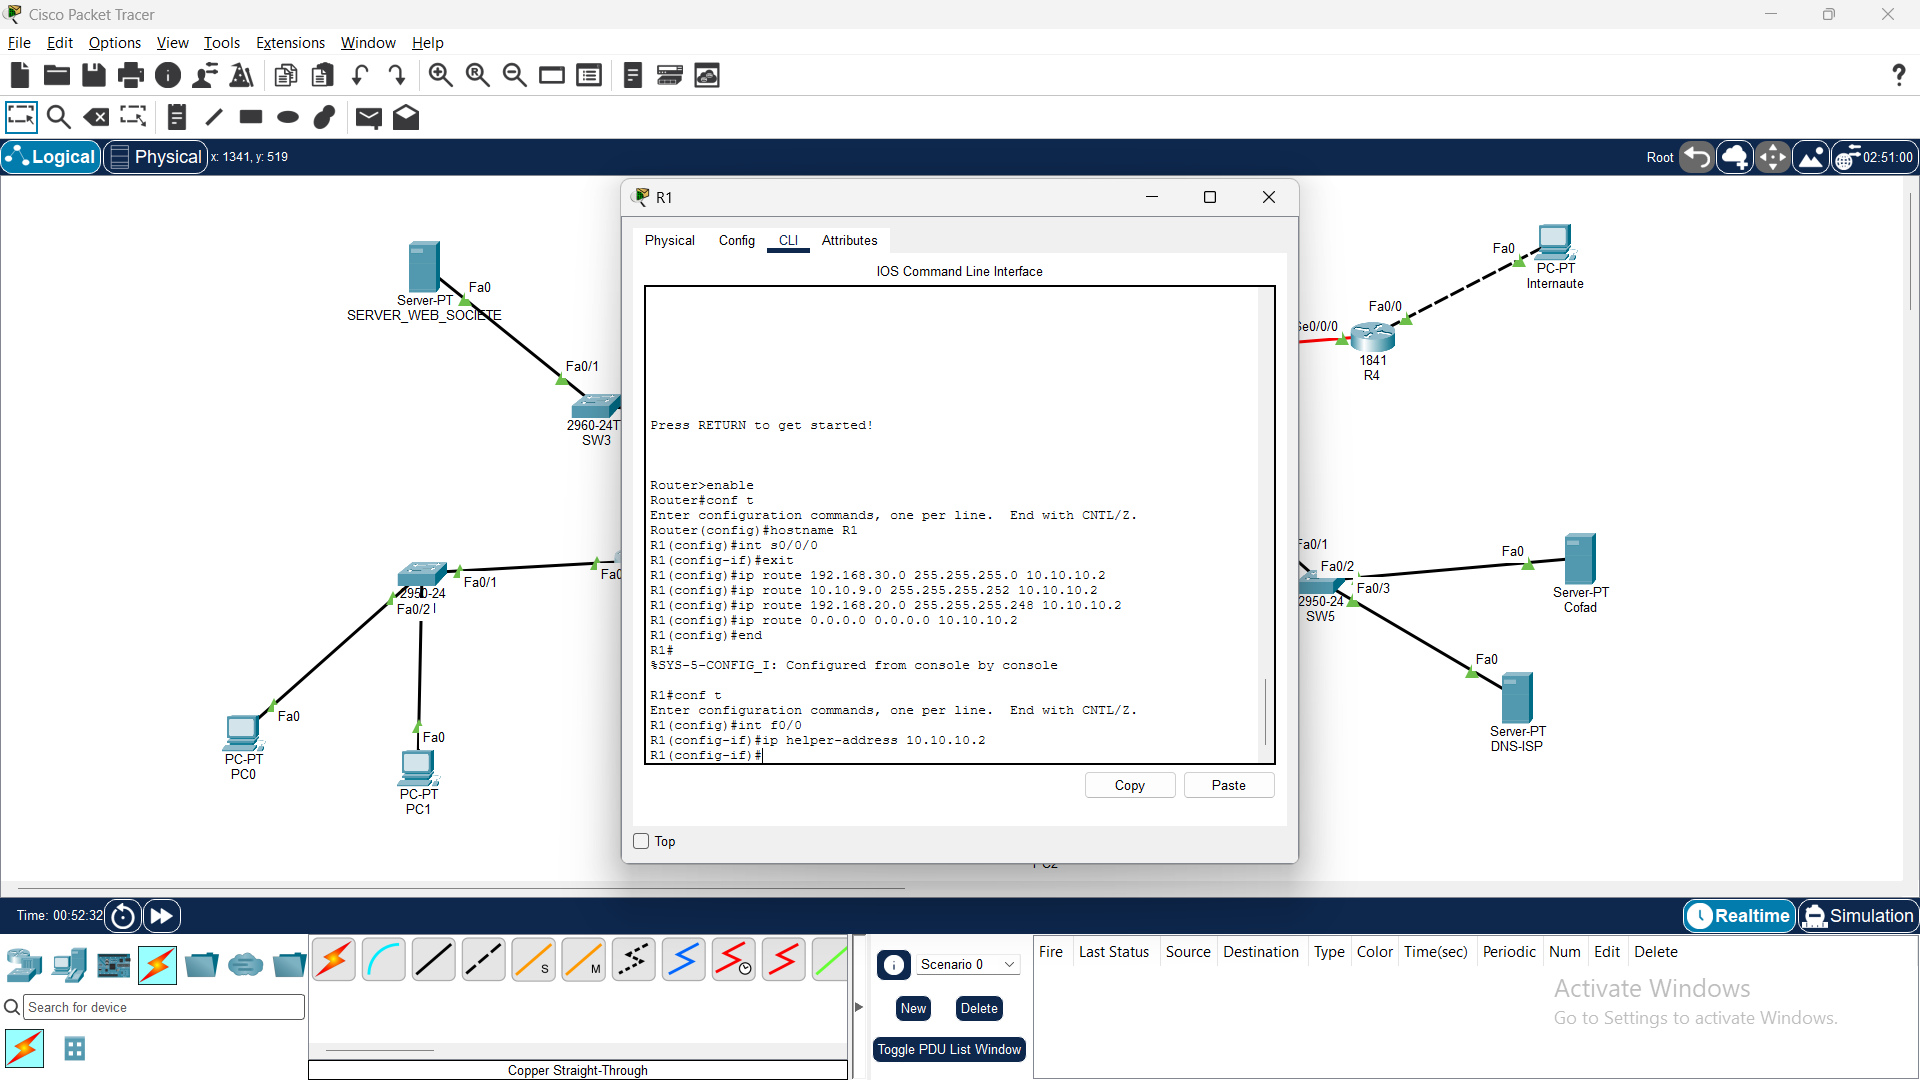 Cisco Packet Tracer
File Edit Options View Tools Extensions Window Help
Logical Physical x: 1341, y: 519 Root 02:51:00
R1
Physical Config CLI Attributes
IOS Command Line Interface
Press RETURN to get started!
Router>enable
Router#conf t
Enter configuration commands, one per line. End with CNTL/Z.
Router(config)#hostname R1
R1(config)#int s0/0/0
R1(config-if)#exit
R1(config)#ip route 192.168.30.0 255.255.255.0 10.10.10.2
R1(config)#ip route 10.10.9.0 255.255.255.252 10.10.10.2
R1(config)#ip route 192.168.20.0 255.255.255.248 10.10.10.2
R1(config)#ip route 0.0.0.0 0.0.0.0 10.10.10.2
R1(config)#end
R1#
%SYS-5-CONFIG_I: Configured from console by console
R1#conf t
Enter configuration commands, one per line. End with CNTL/Z.
R1(config)#int f0/0
R1(config-if)#ip helper-address 10.10.10.2
R1(config-if)#
Copy Paste
Top
Fa0
Server-PT
SERVER_WEB_SOCIETE
Fa0/1
2960-24T
SW3
Fa0/1
2950-24
Fa0/2
Fa0
PC-PT
PC0
Fa0
PC-PT
PC1
Fa0
PC-PT
Internaute
Fa0/0
Se0/0/0
1841
R4
Fa0/1
Fa0/2
Fa0/3
2950-24
SW5
Fa0
Server-PT
Cofad
Fa0
Server-PT
DNS-ISP
Time: 00:52:32 Realtime Simulation
S M
Search for device
Copper Straight-Through
Scenario 0
New Delete
Toggle PDU List Window
Fire Last Status Source Destination Type Color Time(sec) Periodic Num Edit Delete
Activate Windows
Go to Settings to activate Windows.